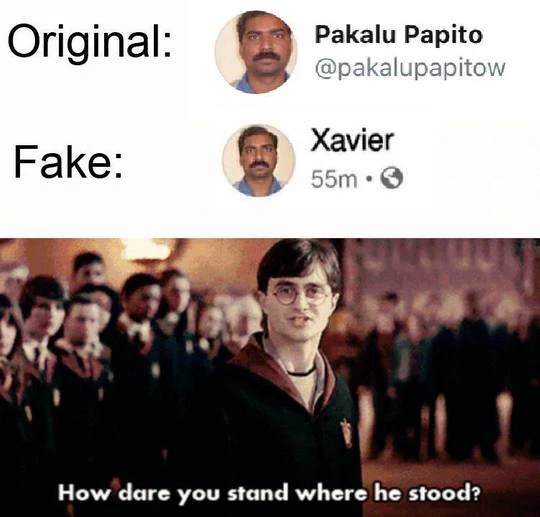 Original:
Pakalu Papito
@pakalupapitow
Fake:
Xavier
55m •
How dare you stand where he stood?